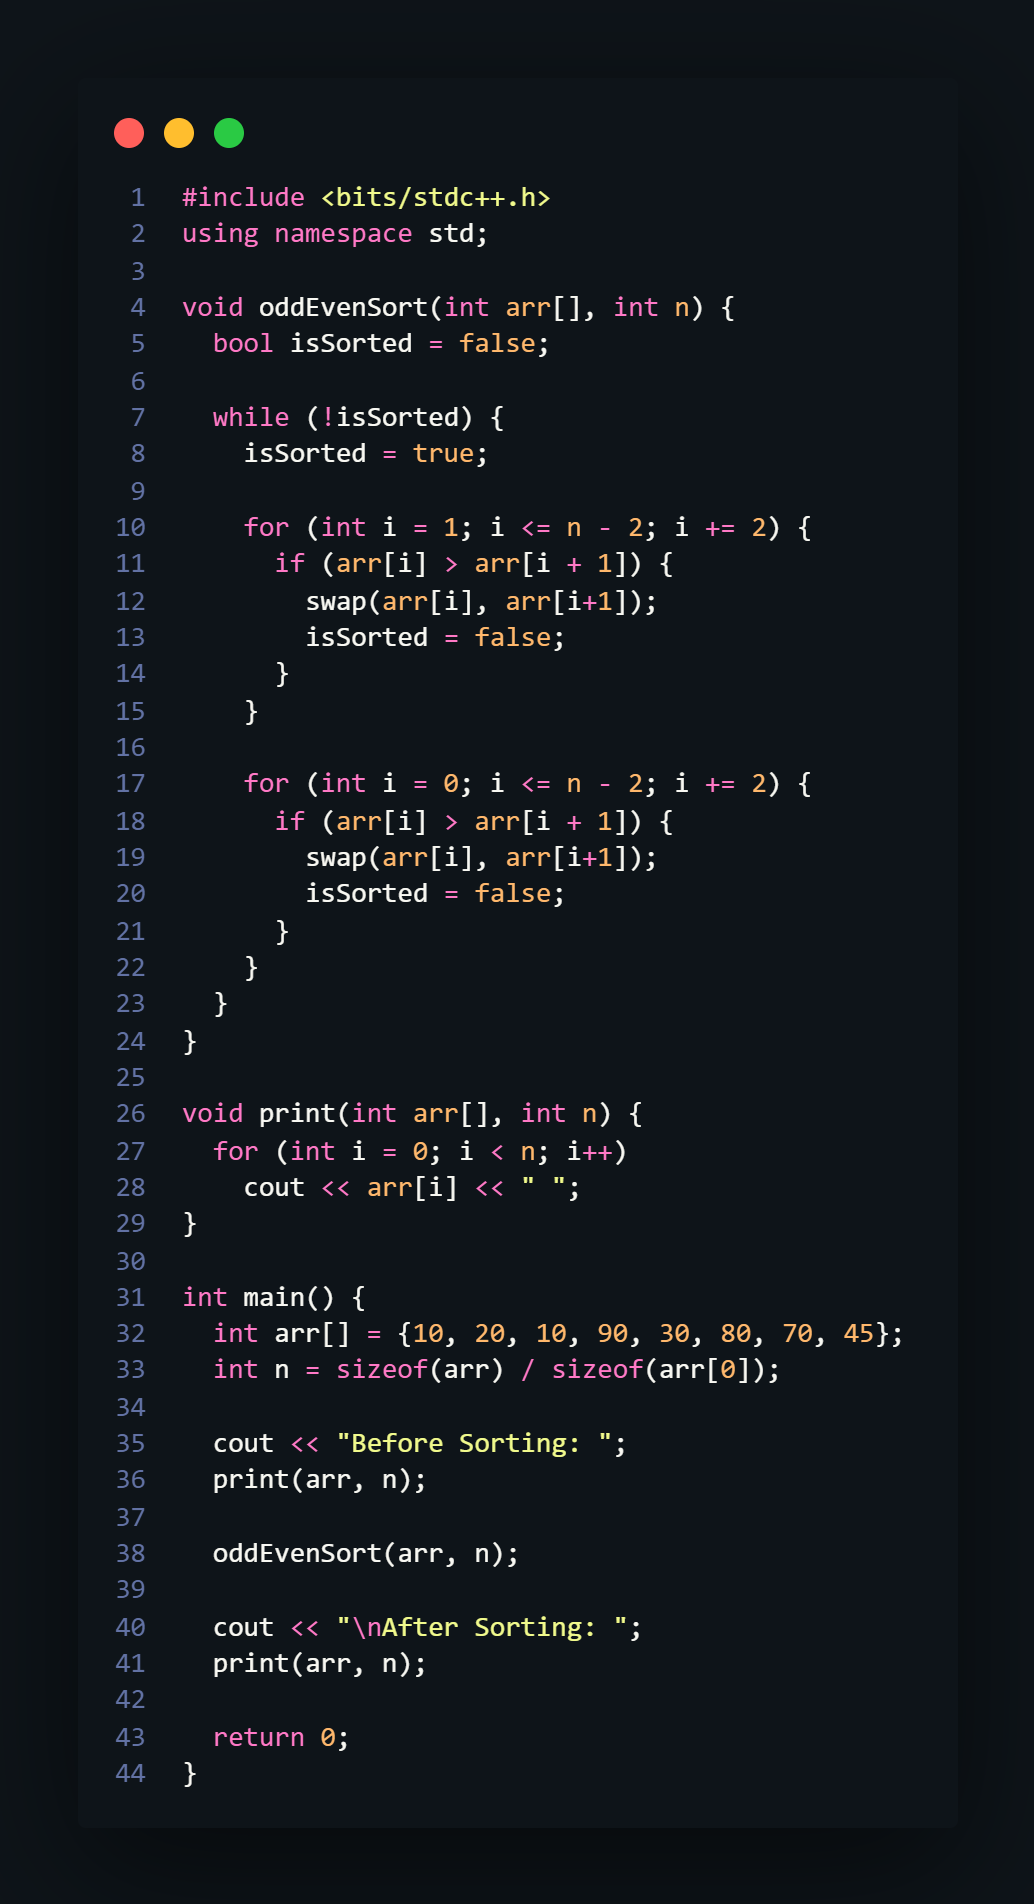 1 #include <bits/stdc++.h>
2 using namespace std;
3
4 void oddEvenSort(int arr[], int n) {
5   bool isSorted = false;
6
7   while (!isSorted) {
8     isSorted = true;
9
10     for (int i = 1; i <= n - 2; i += 2) {
11       if (arr[i] > arr[i + 1]) {
12         swap(arr[i], arr[i+1]);
13         isSorted = false;
14       }
15     }
16
17     for (int i = 0; i <= n - 2; i += 2) {
18       if (arr[i] > arr[i + 1]) {
19         swap(arr[i], arr[i+1]);
20         isSorted = false;
21       }
22     }
23   }
24 }
25
26 void print(int arr[], int n) {
27   for (int i = 0; i < n; i++)
28     cout << arr[i] << " ";
29 }
30
31 int main() {
32   int arr[] = {10, 20, 10, 90, 30, 80, 70, 45};
33   int n = sizeof(arr) / sizeof(arr[0]);
34
35   cout << "Before Sorting: ";
36   print(arr, n);
37
38   oddEvenSort(arr, n);
39
40   cout << "\nAfter Sorting: ";
41   print(arr, n);
42
43   return 0;
44 }